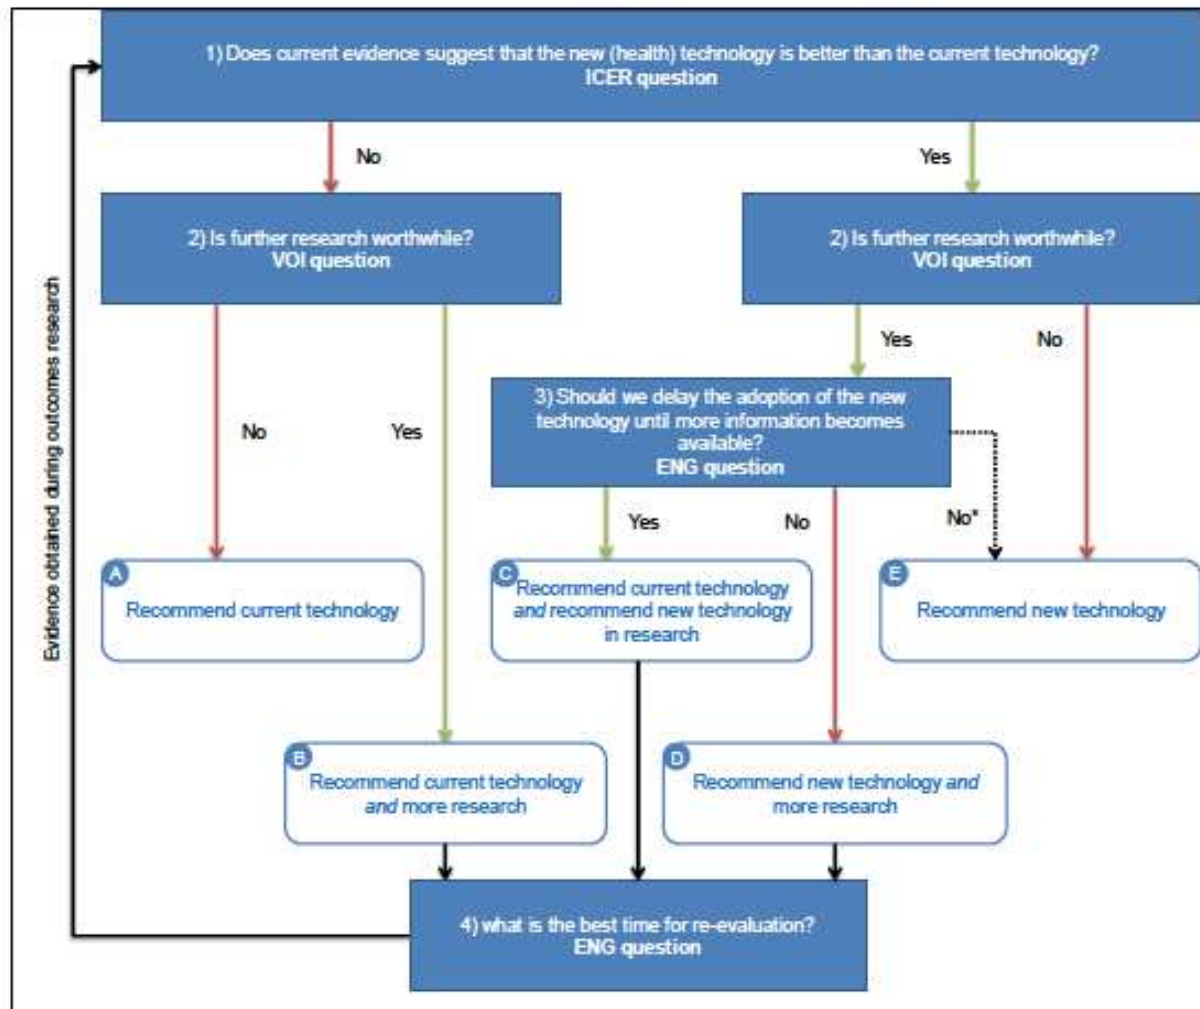 1) Does current evidence suggest that the new (health) technology is better than the current technology?
ICER question
No
Yes
2) Is further research worthwhile?
VOI question
2) Is further research worthwhile?
VOI question
Yes
No
3) Should we delay the adoption of the new
technology until more information becomes
available?
ENG question
No
Yes
Yes
No
No*
A
Recommend current technology
C
Recommend current technology
and recommend new technology
in research
E
Recommend new technology
B
Recommend current technology
and more research
D
Recommend new technology and
more research
4) what is the best time for re-evaluation?
ENG question
Evidence obtained during outcomes research